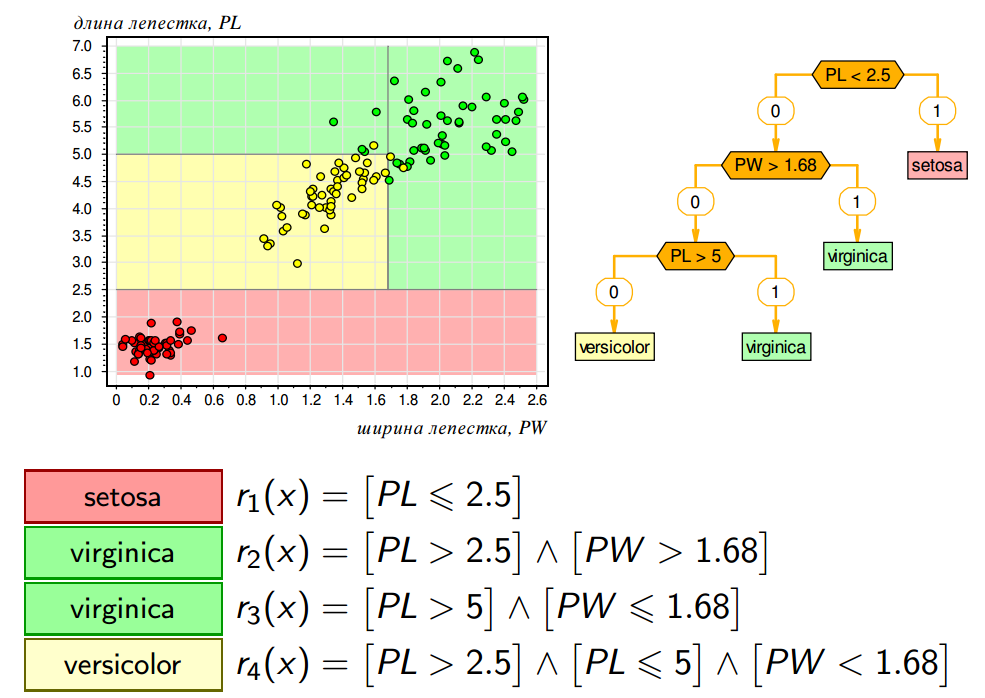 длина лепестка, PL
7.0
6.5
6.0
5.5
5.0
4.5
4.0
3.5
3.0
2.5
2.0
1.5
1.0
0 0.2 0.4 0.6 0.8 1.0 1.2 1.4 1.6 1.8 2.0 2.2 2.4 2.6
ширина лепестка, PW
PL < 2.5
0 1
PW > 1.68 setosa
0 1
PL > 5 virginica
0 1
versicolor virginica
setosa r₁(x) = [PL ⩽ 2.5]
virginica r₂(x) = [PL > 2.5] ∧ [PW > 1.68]
virginica r₃(x) = [PL > 5] ∧ [PW ⩽ 1.68]
versicolor r₄(x) = [PL > 2.5] ∧ [PL ⩽ 5] ∧ [PW < 1.68]